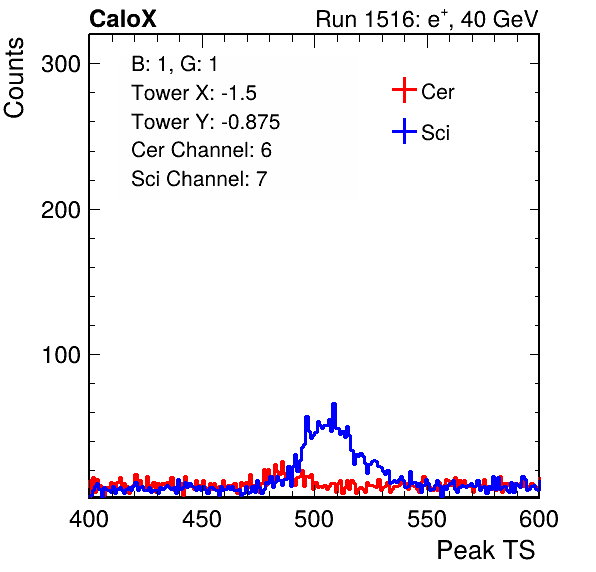 CaloX Run 1516: e⁺, 40 GeV
Counts
300
200
100
B: 1, G: 1
Tower X: -1.5
Tower Y: -0.875
Cer Channel: 6
Sci Channel: 7
Cer
Sci
400 450 500 550 600
Peak TS